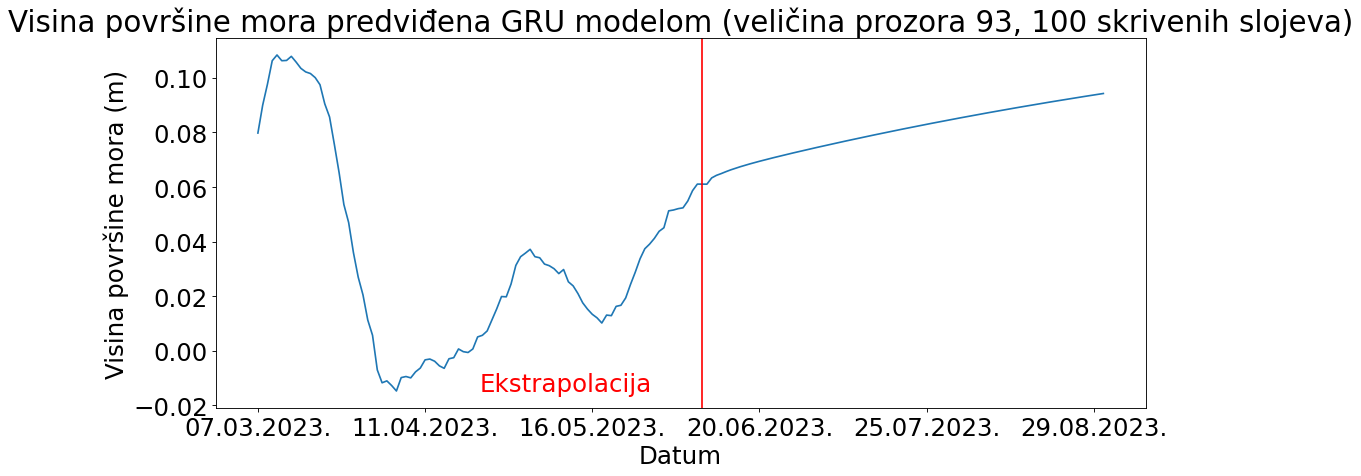 Visina površine mora predviđena GRU modelom (veličina prozora 93, 100 skrivenih slojeva)
Visina površine mora (m)
0.10
0.08
0.06
0.04
0.02
0.00
−0.02
Ekstrapolacija
07.03.2023. 11.04.2023. 16.05.2023. 20.06.2023. 25.07.2023. 29.08.2023.
Datum